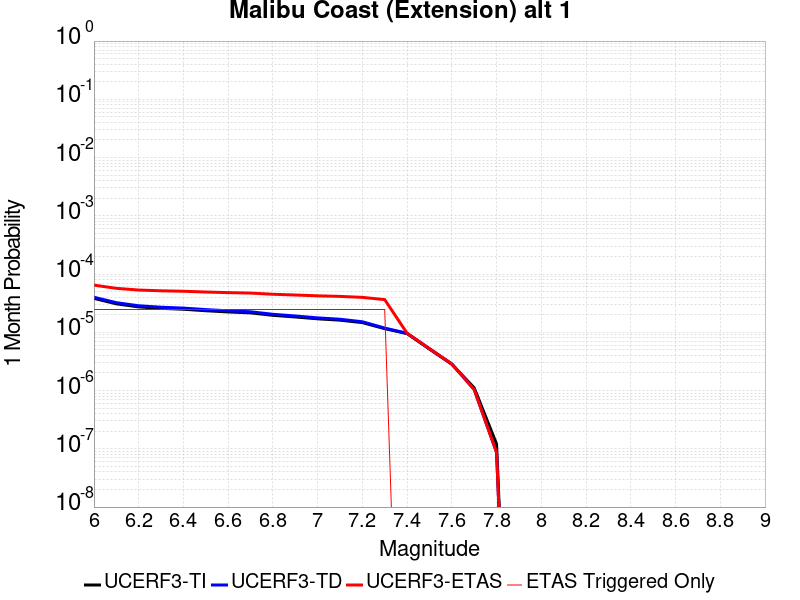 Malibu Coast (Extension) alt 1
10^0
10^-1
10^-2
10^-3
10^-4
10^-5
10^-6
10^-7
10^-8
1 Month Probability
6 6.2 6.4 6.6 6.8 7 7.2 7.4 7.6 7.8 8 8.2 8.4 8.6 8.8 9
Magnitude
UCERF3-TI UCERF3-TD UCERF3-ETAS ETAS Triggered Only